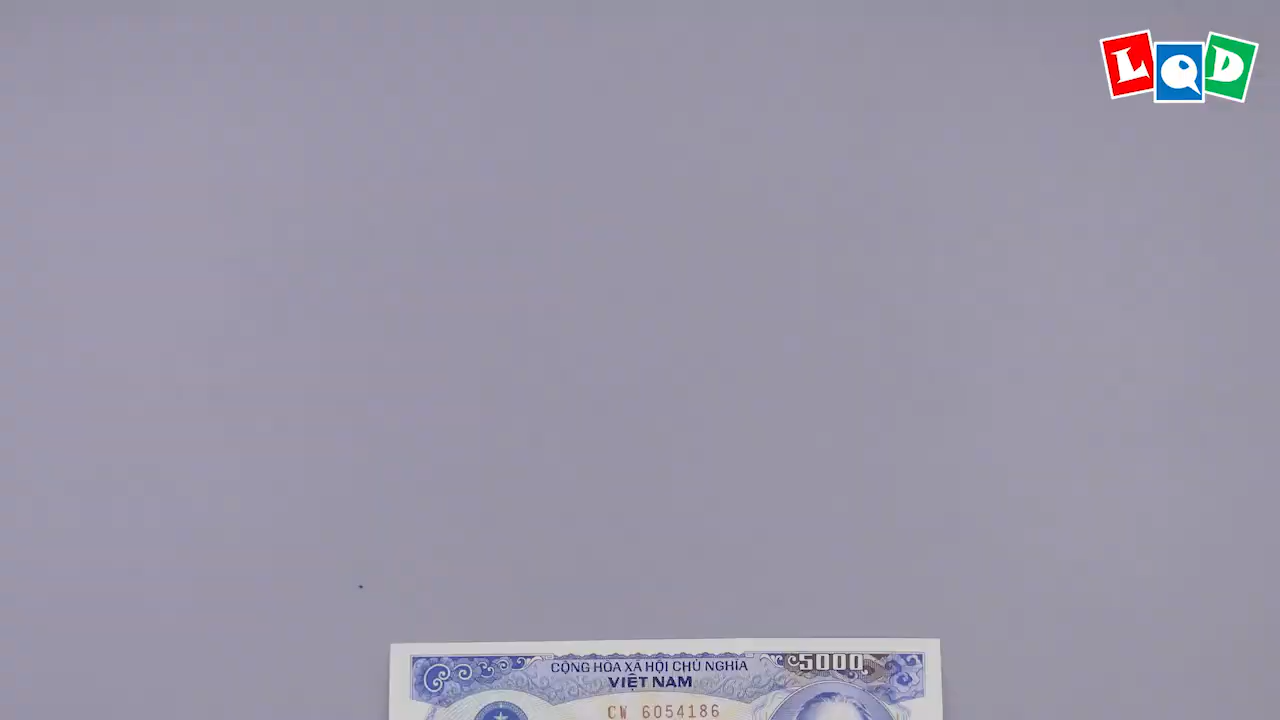 LQD
CỘNG HÒA XÃ HỘI CHỦ NGHĨA
5000
VIỆT NAM
CW 6054186